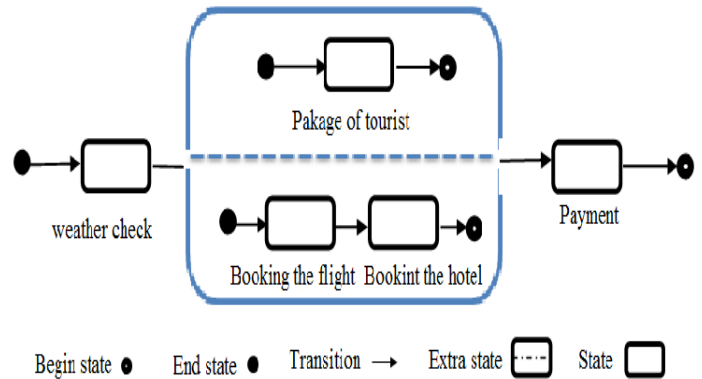 Pakage of tourist
weather check
Payment
Booking the flight Bookint the hotel
Begin state End state Transition Extra state State